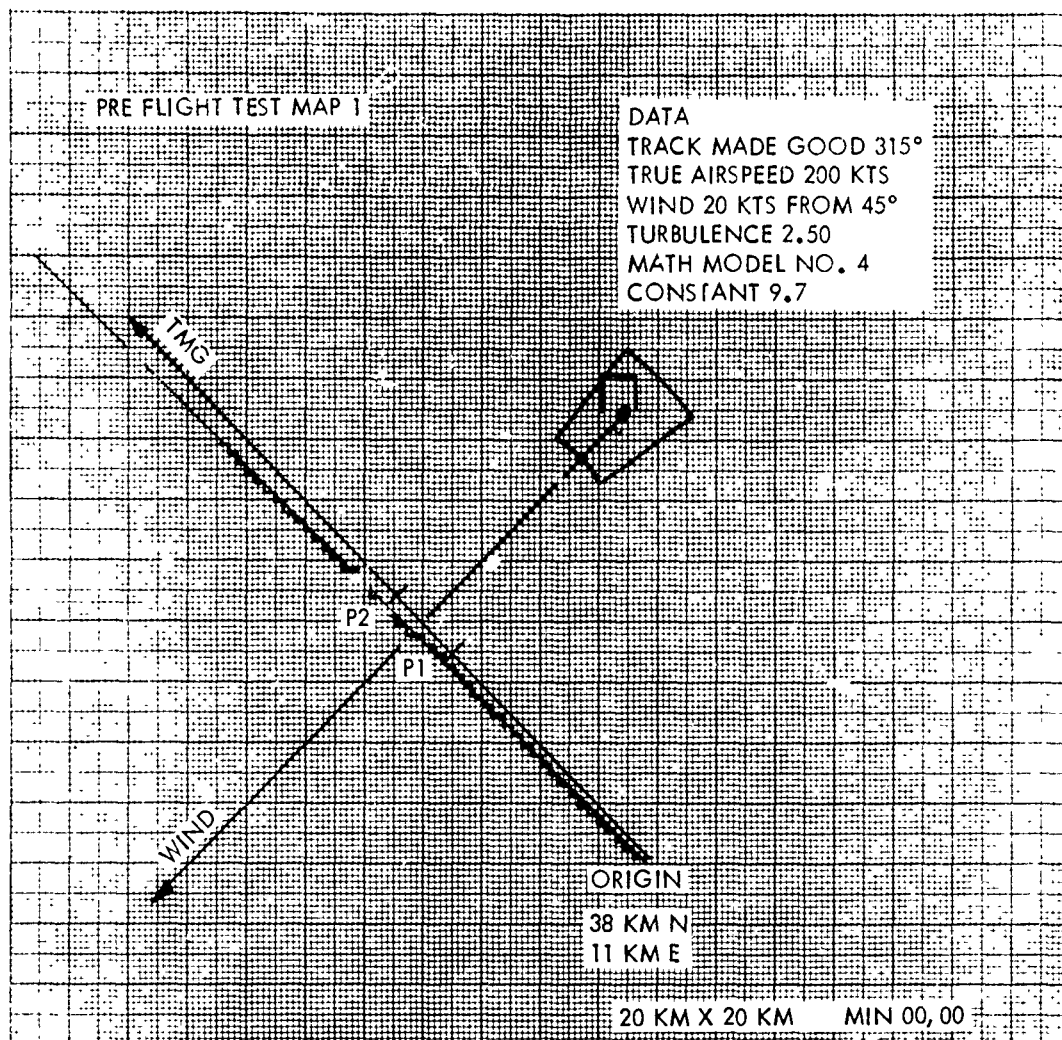 PRE FLIGHT TEST MAP 1
DATA
TRACK MADE GOOD 315°
TRUE AIRSPEED 200 KTS
WIND 20 KTS FROM 45°
TURBULENCE 2.50
MATH MODEL NO. 4
CONSTANT 9.7
TMG
P2
P1
WIND
ORIGIN
38 KM N
11 KM E
20 KM X 20 KM MIN 00,00